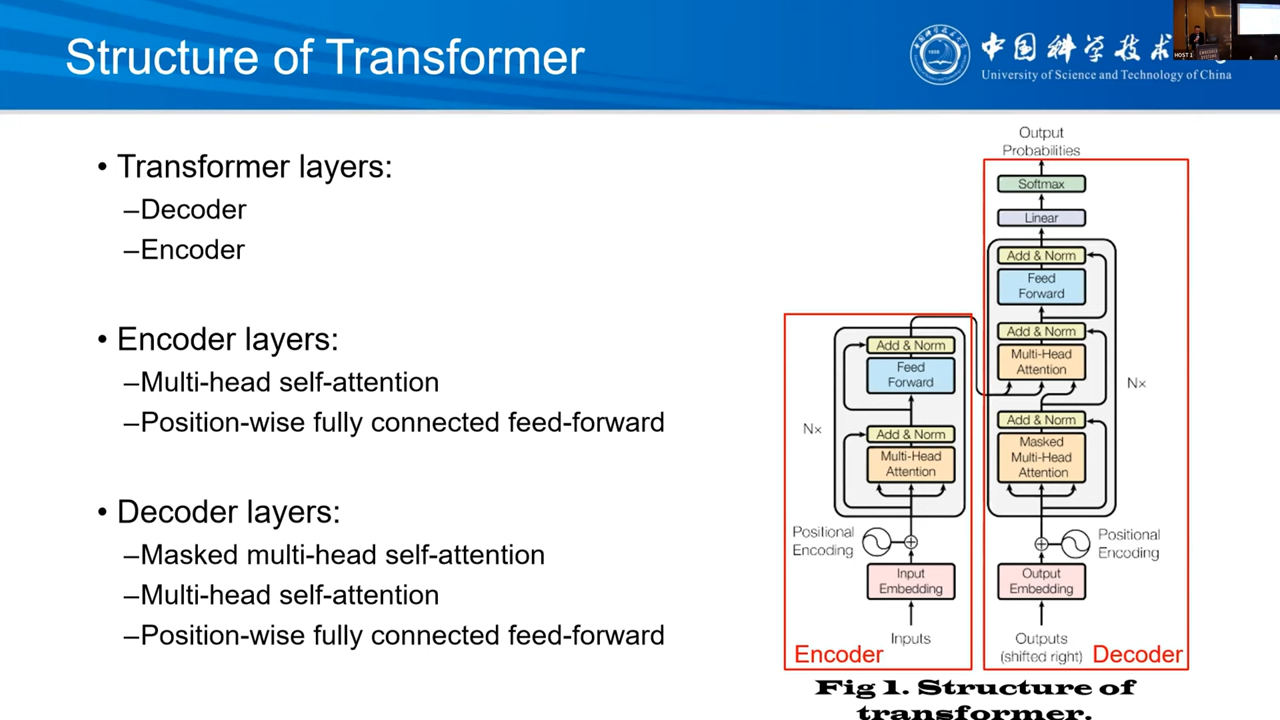 Structure of Transformer
中国科学技术
University of Science and Technology of China
HOST 1
• Transformer layers:
–Decoder
–Encoder
• Encoder layers:
–Multi-head self-attention
–Position-wise fully connected feed-forward
• Decoder layers:
–Masked multi-head self-attention
–Multi-head self-attention
–Position-wise fully connected feed-forward
Output
Probabilities
Softmax
Linear
Add & Norm
Feed
Forward
Add & Norm
Multi-Head
Attention
Nx
Add & Norm
Masked
Multi-Head
Attention
Positional
Encoding
Output
Embedding
Outputs
(shifted right)
Decoder
Add & Norm
Feed
Forward
Nx
Add & Norm
Multi-Head
Attention
Positional
Encoding
Input
Embedding
Inputs
Encoder
Fig 1. Structure of
transformer.